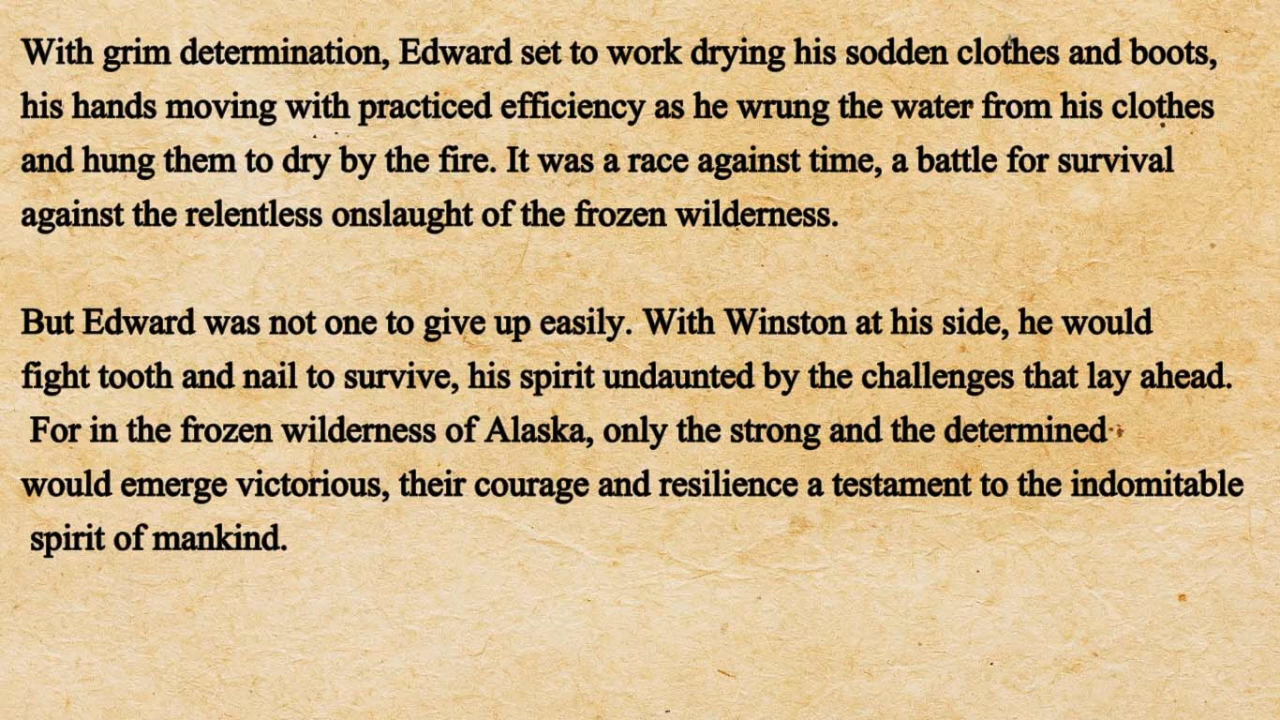 With grim determination, Edward set to work drying his sodden clothes and boots,
his hands moving with practiced efficiency as he wrung the water from his clothes
and hung them to dry by the fire. It was a race against time, a battle for survival
against the relentless onslaught of the frozen wilderness.
But Edward was not one to give up easily. With Winston at his side, he would
fight tooth and nail to survive, his spirit undaunted by the challenges that lay ahead.
For in the frozen wilderness of Alaska, only the strong and the determined
would emerge victorious, their courage and resilience a testament to the indomitable
spirit of mankind.